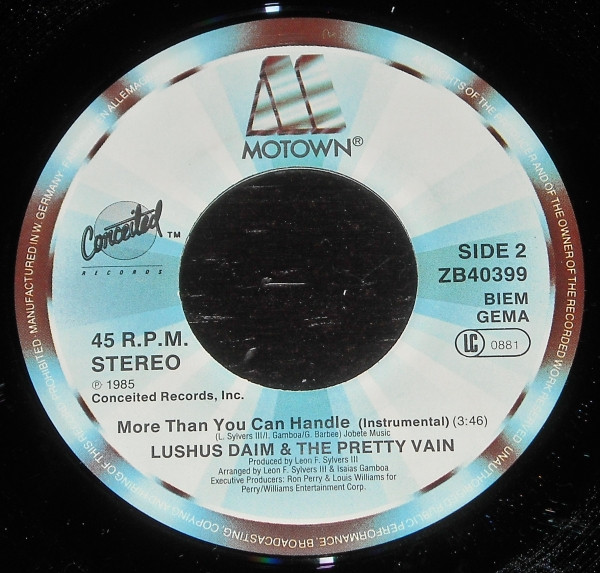 MOTOWN®
Conceited ™
RECORDS
SIDE 2
ZB40399
BIEM
GEMA
LC 0881
45 R.P.M.
STEREO
℗ 1985
Conceited Records, Inc.
More Than You Can Handle (Instrumental) (3:46)
(L. Sylvers III/I. Gamboa/G. Barbee) Jobete Music
LUSHUS DAIM & THE PRETTY VAIN
Produced by Leon F. Sylvers III
Arranged by Leon F. Sylvers III & Isaias Gamboa
Executive Producers: Ron Perry & Louis Williams for
Perry/Williams Entertainment Corp.
OF THE OWNER OF THE RECORDED WORK
PUBLIC PERFORMANCE, BROADCASTING, COPYING
OF THIS
PROHIBITED. MANUFACTURED IN W. GERMANY.